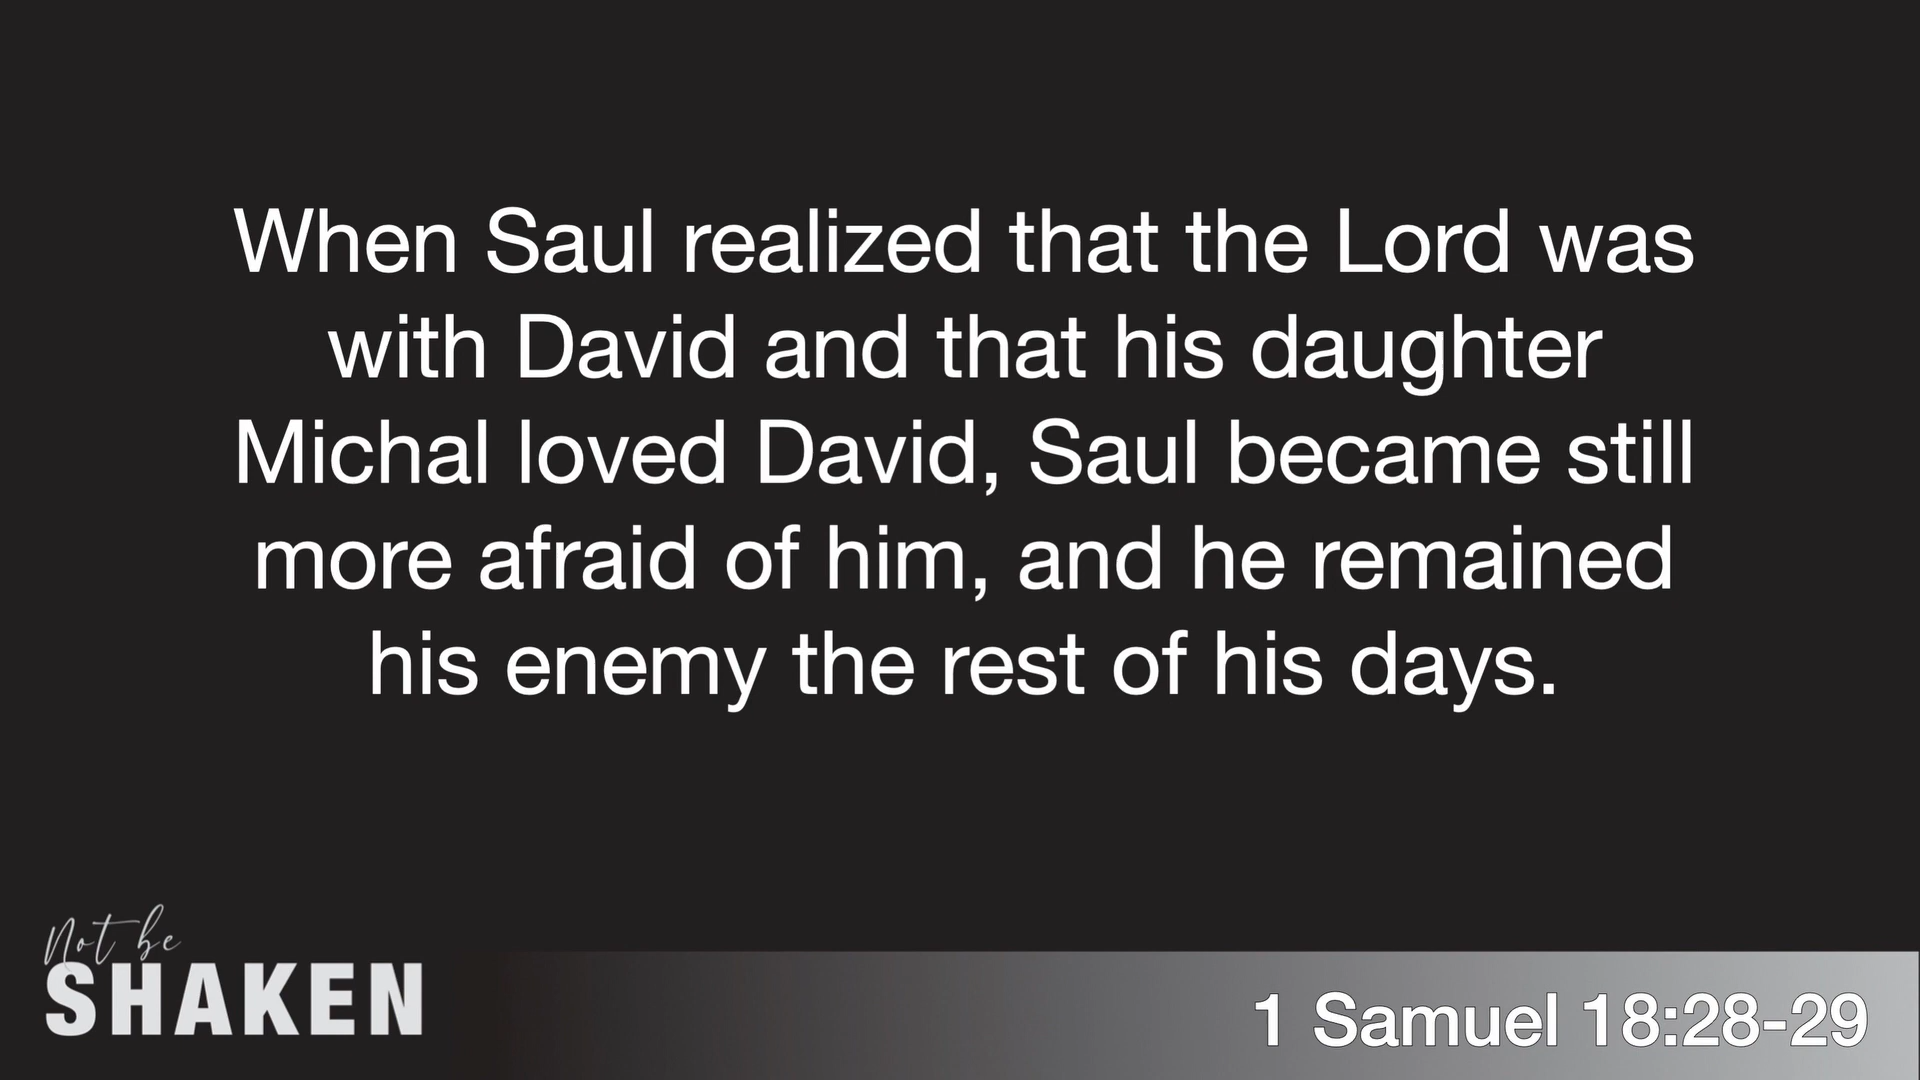 When Saul realized that the Lord was
with David and that his daughter
Michal loved David, Saul became still
more afraid of him, and he remained
his enemy the rest of his days.
Not be
SHAKEN
1 Samuel 18:28-29